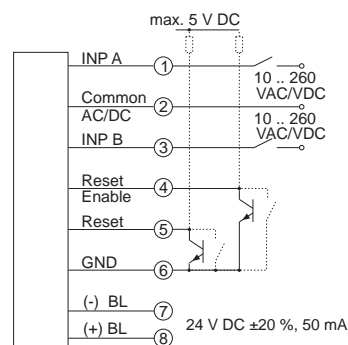 max. 5 V DC
INP A
1
10 .. 260
VAC/VDC
Common
AC/DC
2
10 .. 260
VAC/VDC
INP B
3
Reset
Enable
4
Reset
5
GND
6
(-) BL
7
24 V DC ±20 %, 50 mA
(+) BL
8